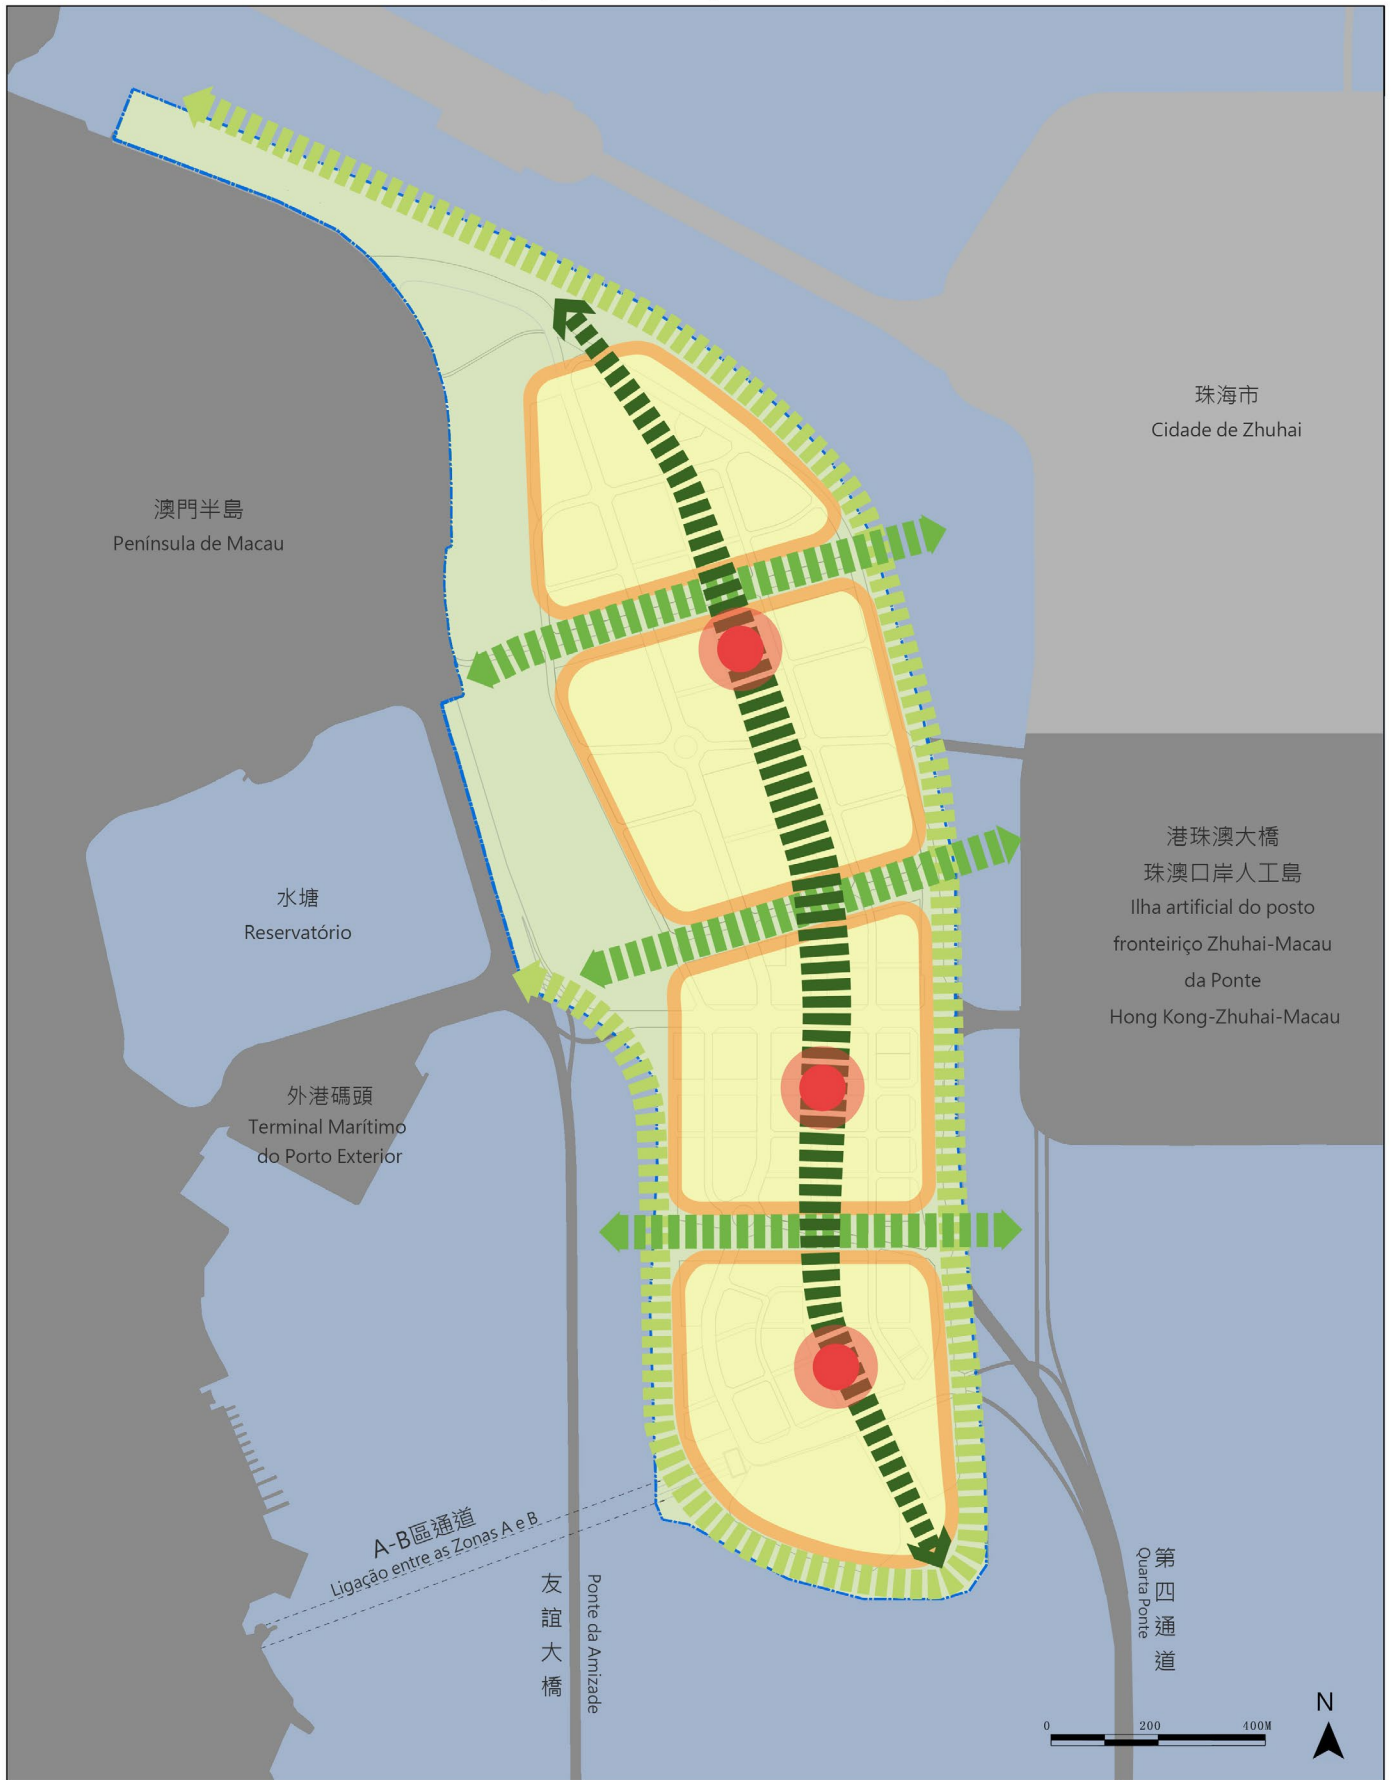 珠海市
Cidade de Zhuhai
澳門半島
Península de Macau
港珠澳大橋
珠澳口岸人工島
Ilha artificial do posto
fronteiriço Zhuhai-Macau
da Ponte
Hong Kong-Zhuhai-Macau
水塘
Reservatório
外港碼頭
Terminal Marítimo
do Porto Exterior
A-B區通道
Ligação entre as Zonas A e B
友誼大橋
Ponte da Amizade
第四通道
Quarta Ponte
N
0 200 400M